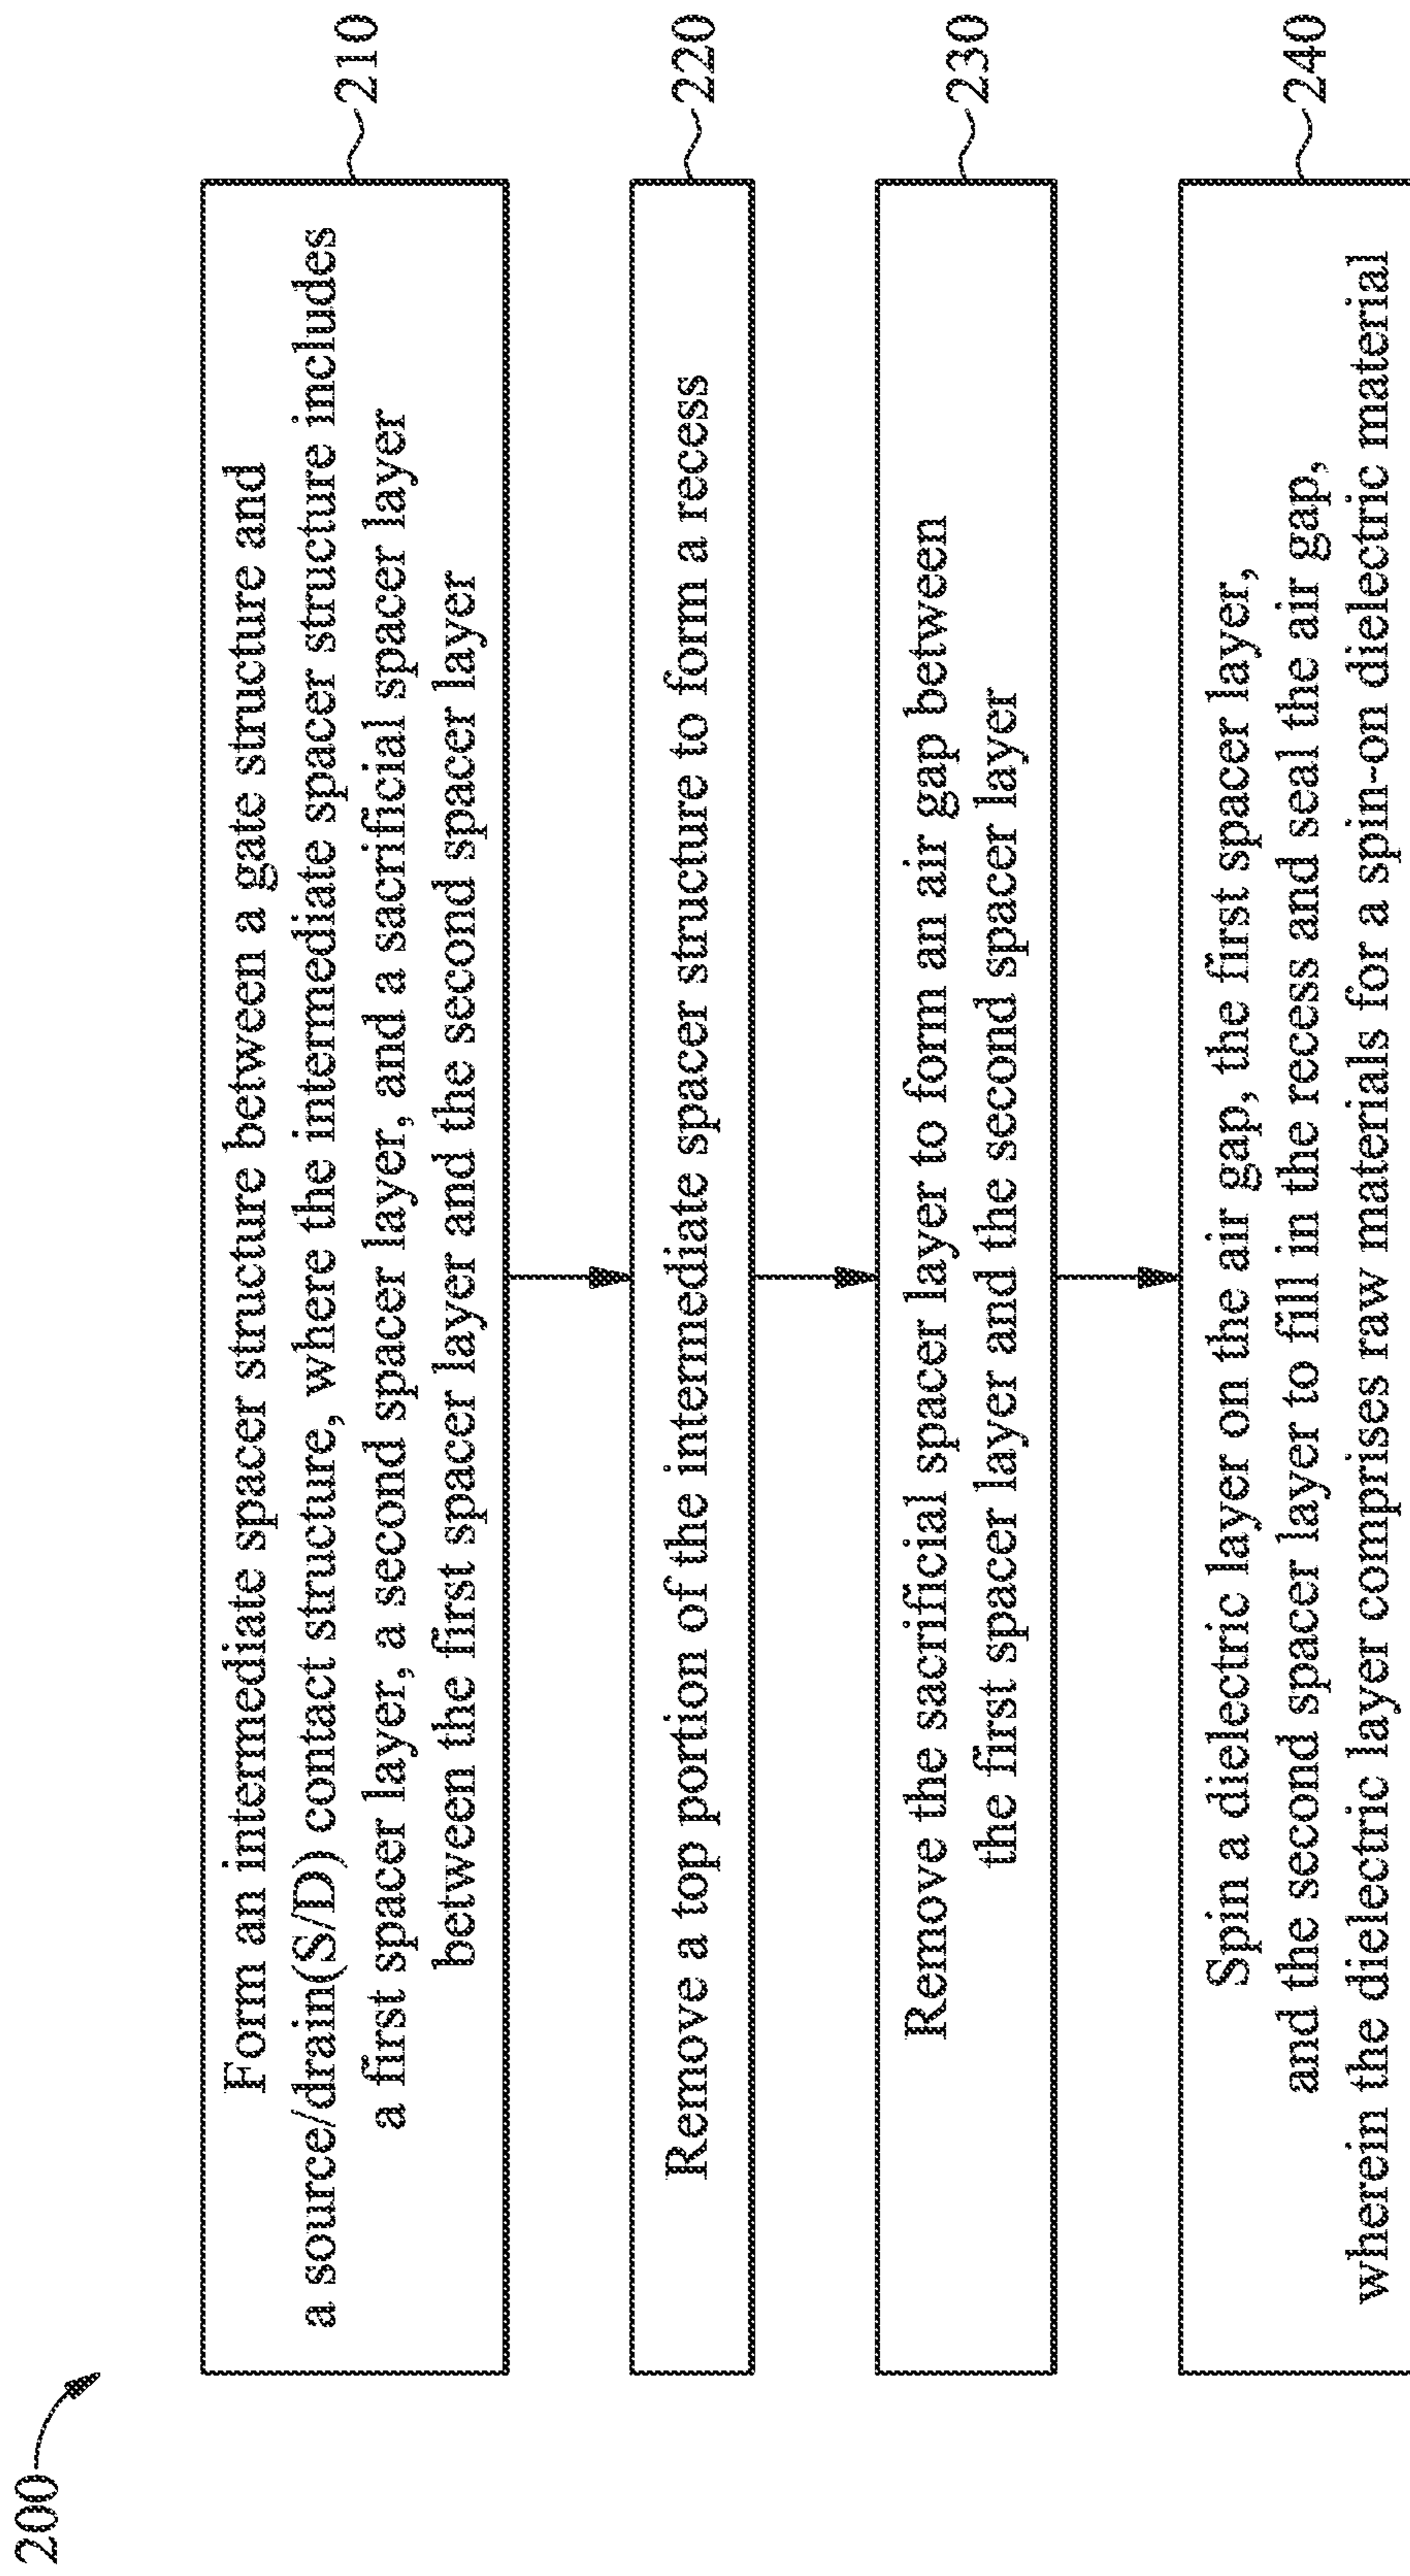 200
Form an intermediate spacer structure between a gate structure and
a source/drain(S/D) contact structure, where the intermediate spacer structure includes
a first spacer layer, a second spacer layer, and a sacrificial spacer layer
between the first spacer layer and the second spacer layer
210
Remove a top portion of the intermediate spacer structure to form a recess
220
Remove the sacrificial spacer layer to form an air gap between
the first spacer layer and the second spacer layer
230
Spin a dielectric layer on the air gap, the first spacer layer,
and the second spacer layer to fill in the recess and seal the air gap,
wherein the dielectric layer comprises raw materials for a spin-on dielectric material
240